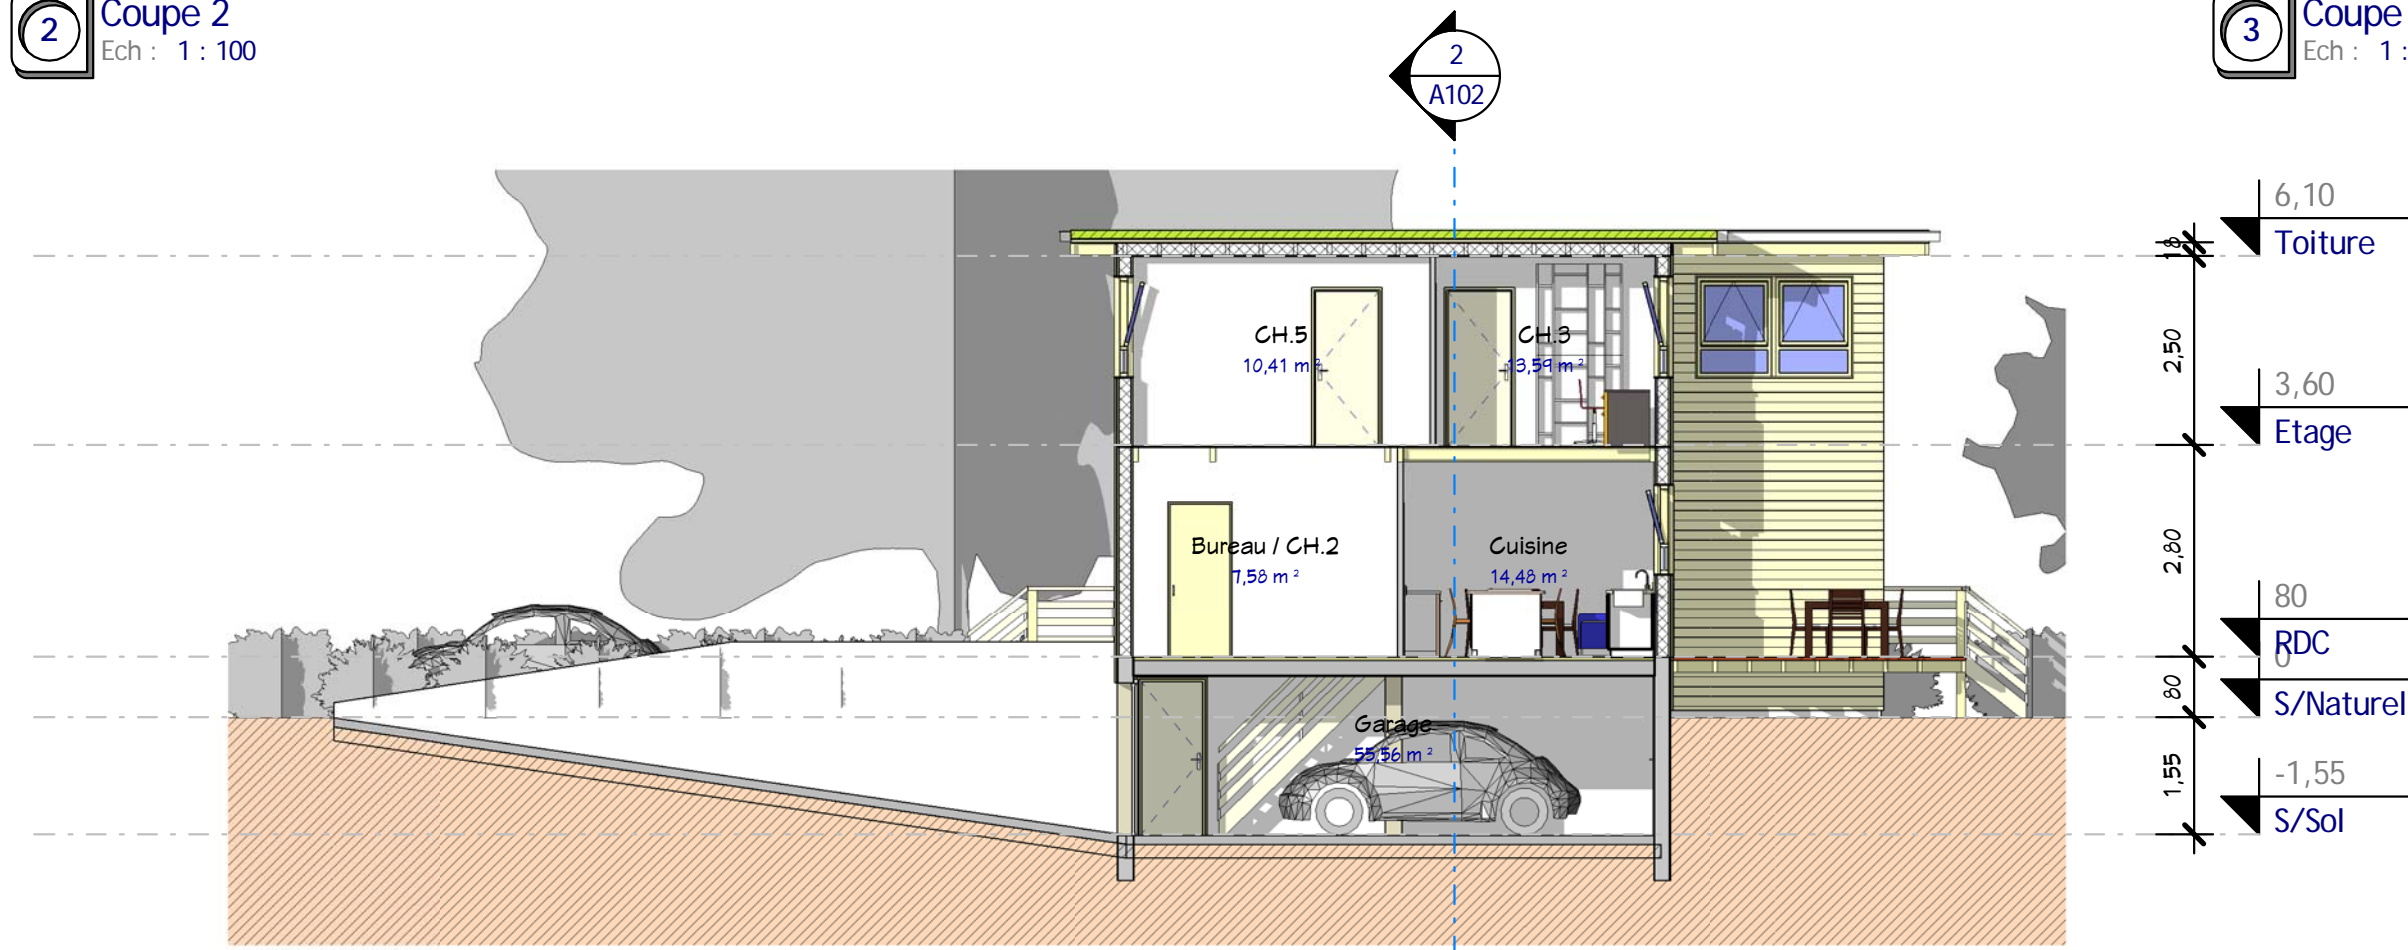 2
Coupe 2
Ech : 1 : 100
2
A102
3
Coupe
Ech : 1 :
6,10
Toiture
18
2,50
CH.5
10,41 m²
CH.3
13,59 m²
3,60
Etage
2,80
Bureau / CH.2
7,58 m²
Cuisine
14,48 m²
80
RDC
0
S/Naturel
80
Garage
55,56 m²
1,55
-1,55
S/Sol